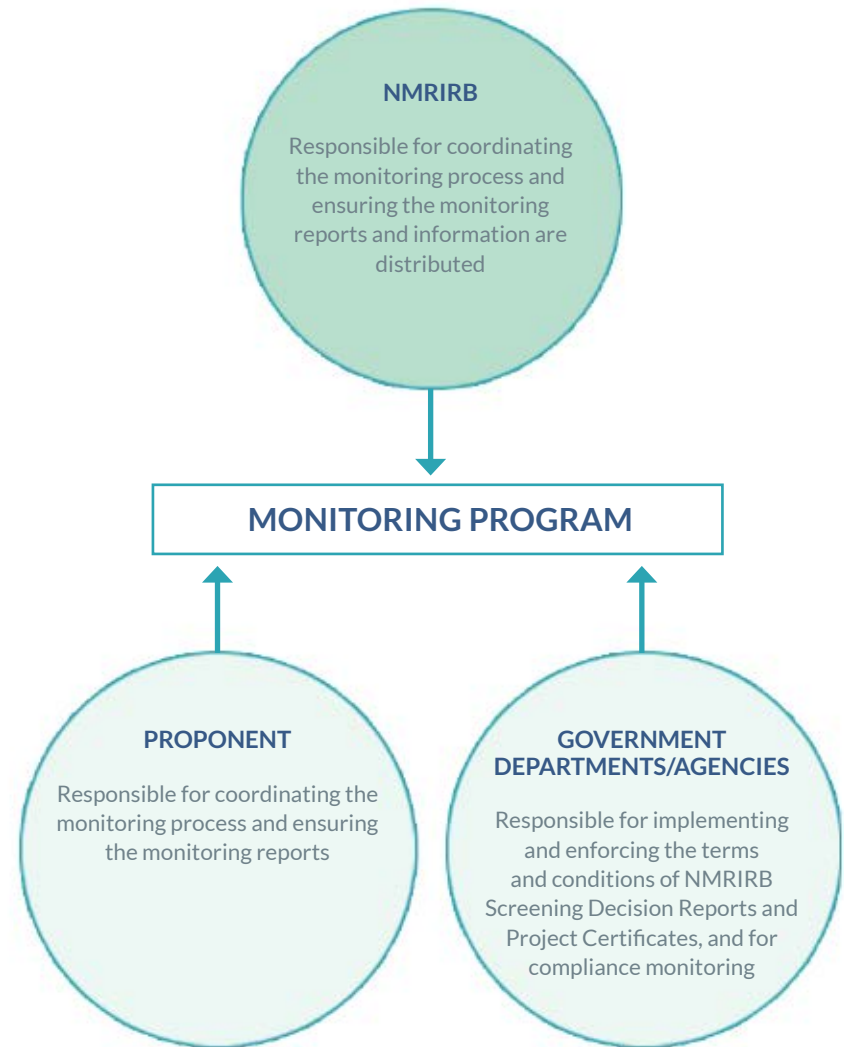 NMRIRB
Responsible for coordinating
the monitoring process and
ensuring the monitoring
reports and information are
distributed
MONITORING PROGRAM
PROPONENT
Responsible for coordinating the
monitoring process and ensuring
the monitoring reports
GOVERNMENT
DEPARTMENTS/AGENCIES
Responsible for implementing
and enforcing the terms
and conditions of NMRIRB
Screening Decision Reports and
Project Certificates, and for
compliance monitoring